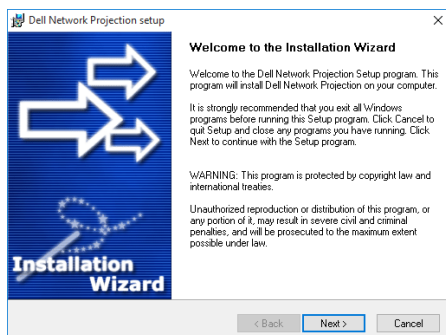 Dell Network Projection setup
Welcome to the Installation Wizard
Welcome to the Dell Network Projection Setup program. This
program will install Dell Network Projection on your computer.
It is strongly recommended that you exit all Windows
programs before running this Setup program. Click Cancel to
quit Setup and close any programs you have running. Click
Next to continue with the Setup program.
WARNING: This program is protected by copyright law and
international treaties.
Unauthorized reproduction or distribution of this program, or
any portion of it, may result in severe civil and criminal
penalties, and will be prosecuted to the maximum extent
possible under law.
Installation
Wizard
< Back
Next >
Cancel